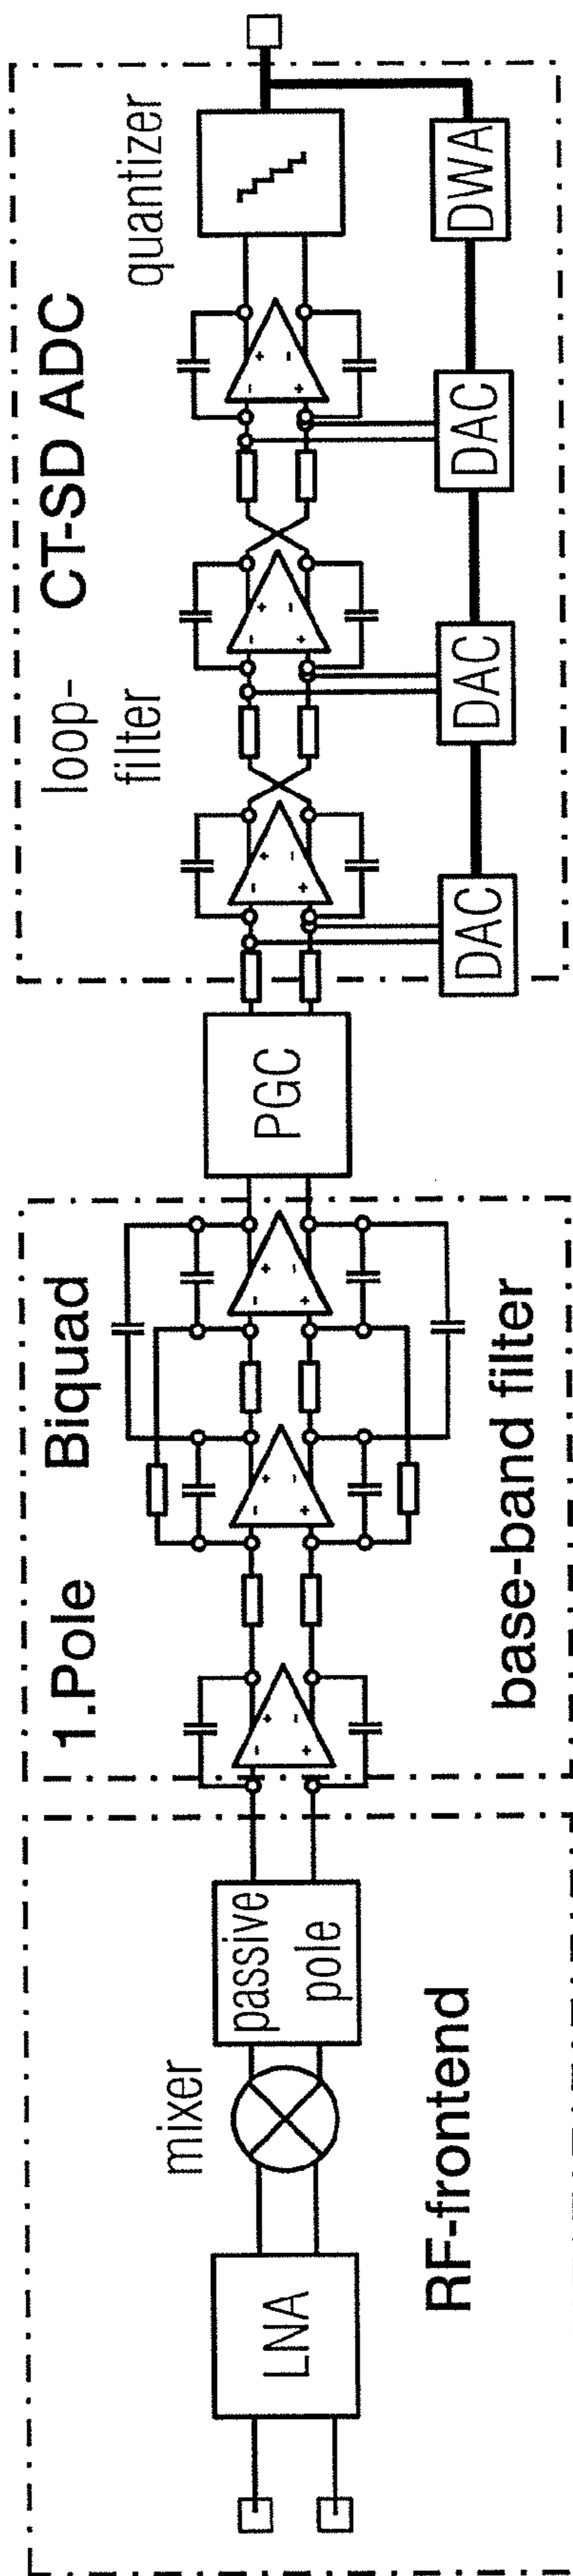 LNA
mixer
passive
pole
RF-frontend
1.Pole
Biquad
base-band filter
PGC
CT-SD ADC
loop-
filter
quantizer
DAC
DAC
DAC
DWA